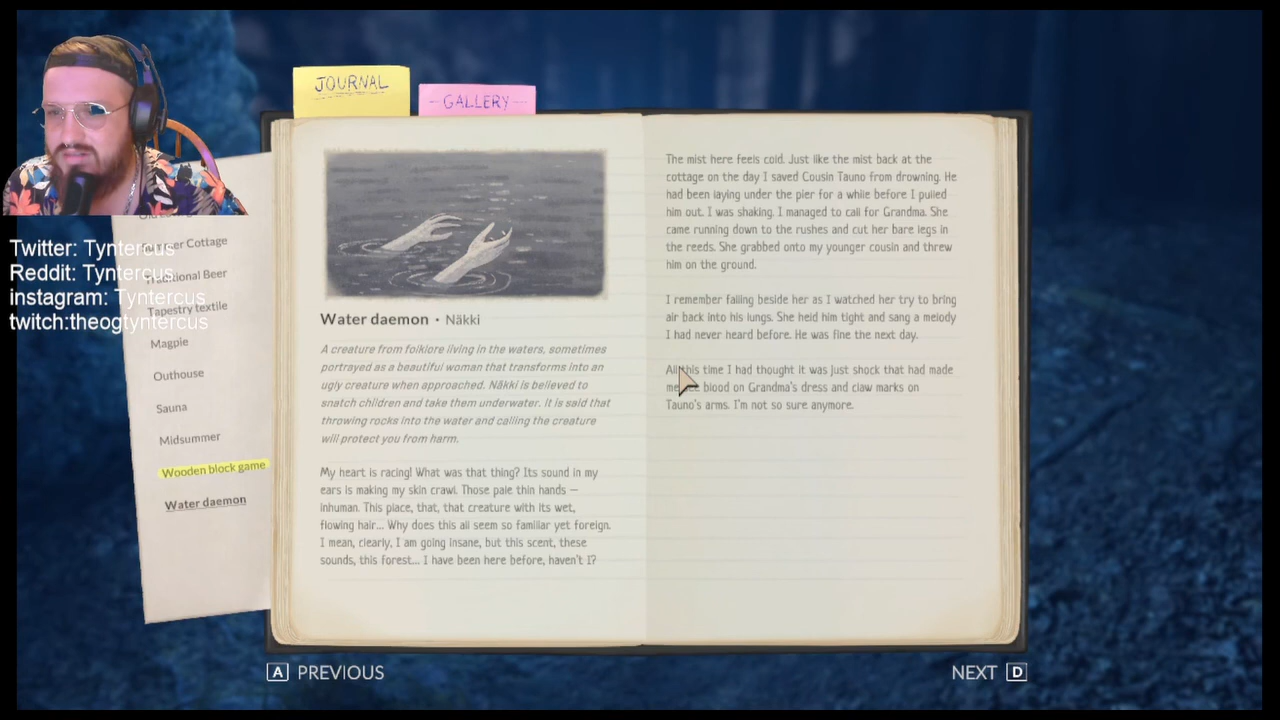 JOURNAL
- GALLERY -
Twitter: Tyntercus
Reddit: Tyntercus
instagram: Tyntercus
twitch:theogtyntercus
Cottage
Traditional Beer
Tapestry textile
Magpie
Outhouse
Sauna
Midsummer
Wooden block game
Water daemon
Water daemon · Näkki
A creature from folklore living in the waters, sometimes
portrayed as a beautiful woman that transforms into an
ugly creature when approached. Näkki is believed to
snatch children and take them underwater. It is said that
throwing rocks into the water and calling the creature
will protect you from harm.
My heart is racing! What was that thing? Its sound in my
ears is making my skin crawl. Those pale thin hands –
inhuman. This place, that, that creature with its wet,
flowing hair... Why does this all seem so familiar yet foreign.
I mean, clearly, I am going insane, but this scent, these
sounds, this forest... I have been here before, haven't I?
The mist here feels cold. Just like the mist back at the
cottage on the day I saved Cousin Tauno from drowning. He
had been laying under the pier for a while before I pulled
him out. I was shaking. I managed to call for Grandma. She
came running down to the rushes and cut her bare legs in
the reeds. She grabbed onto my younger cousin and threw
him on the ground.
I remember falling beside her as I watched her try to bring
air back into his lungs. She held him tight and sang a melody
I had never heard before. He was fine the next day.
All this time I had thought it was just shock that had made
me blood on Grandma's dress and claw marks on
Tauno's arms. I'm not so sure anymore.
A PREVIOUS
NEXT D